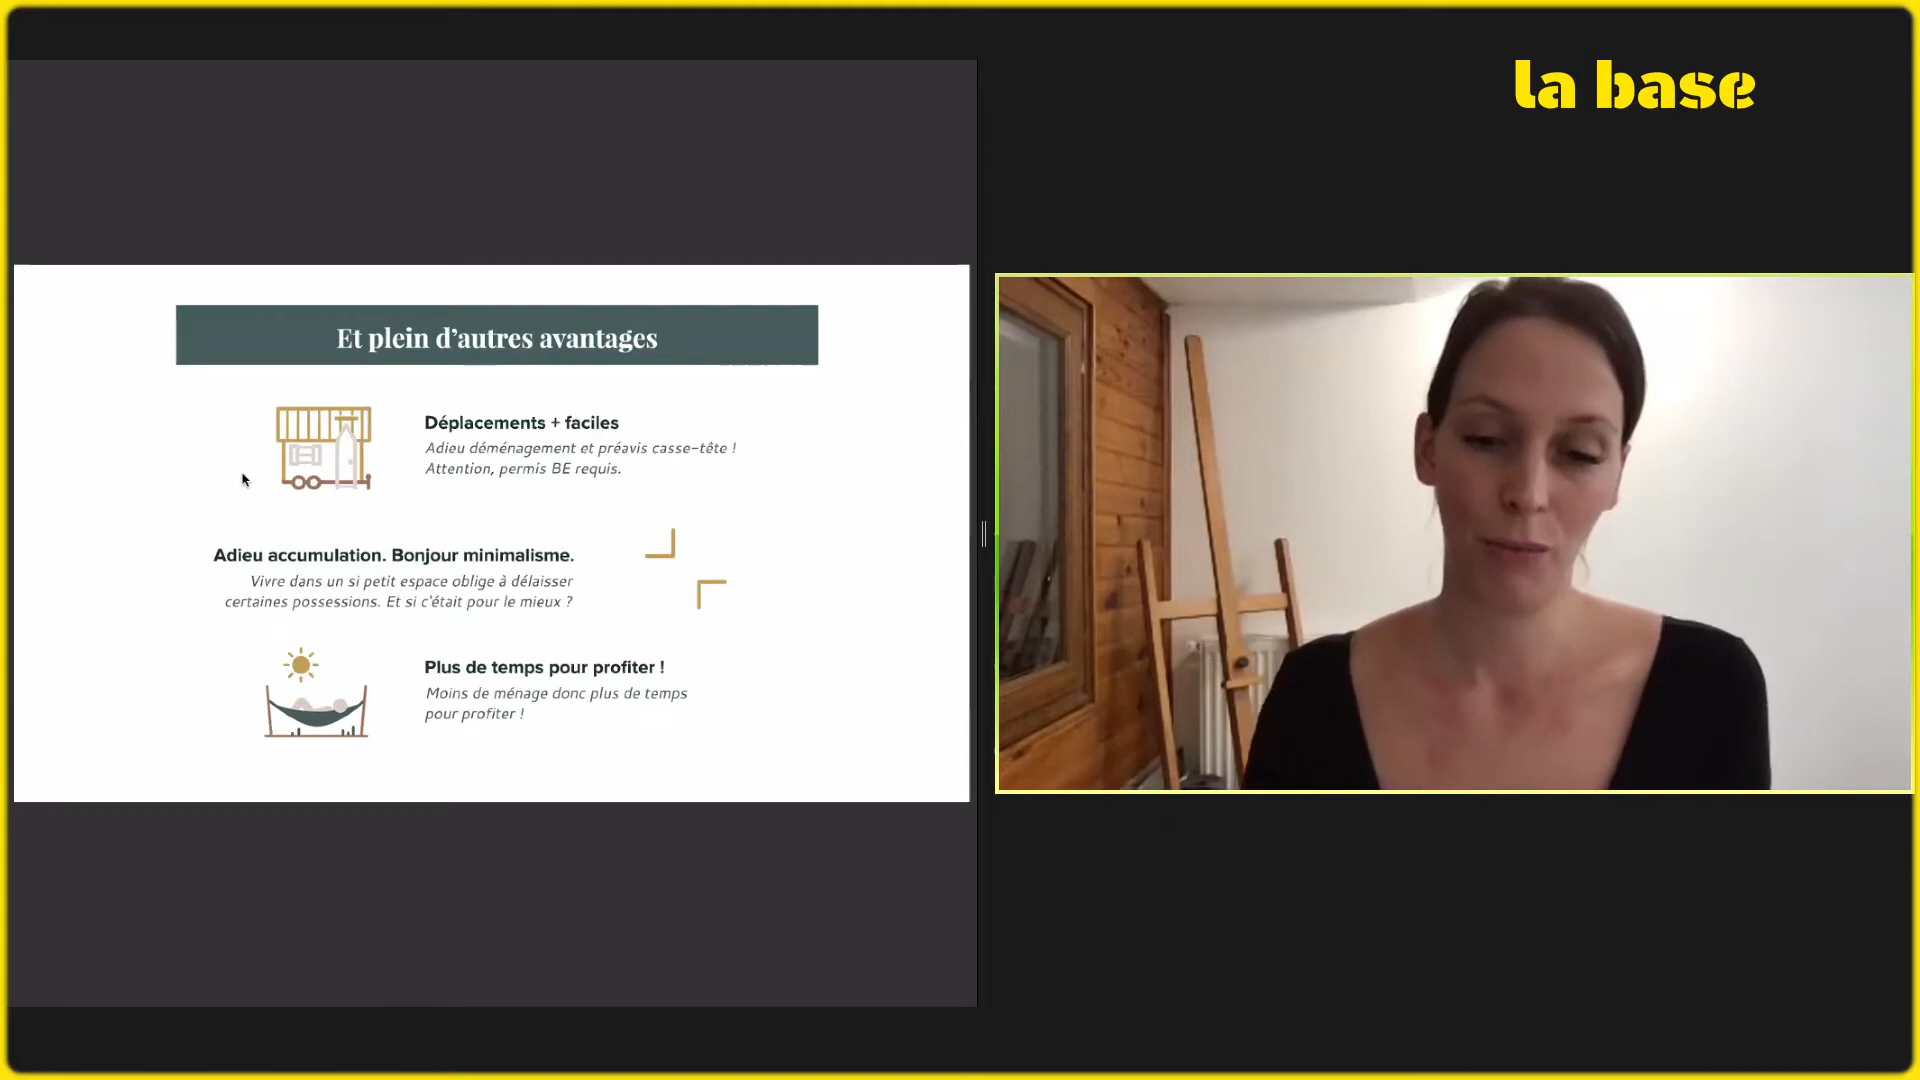 la base
Et plein d'autres avantages
Déplacements + faciles
Adieu déménagement et préavis casse-tête !
Attention, permis BE requis.
Adieu accumulation. Bonjour minimalisme.
Vivre dans un si petit espace oblige à délaisser
certaines possessions. Et si c'était pour le mieux ?
Plus de temps pour profiter !
Moins de ménage donc plus de temps
pour profiter !